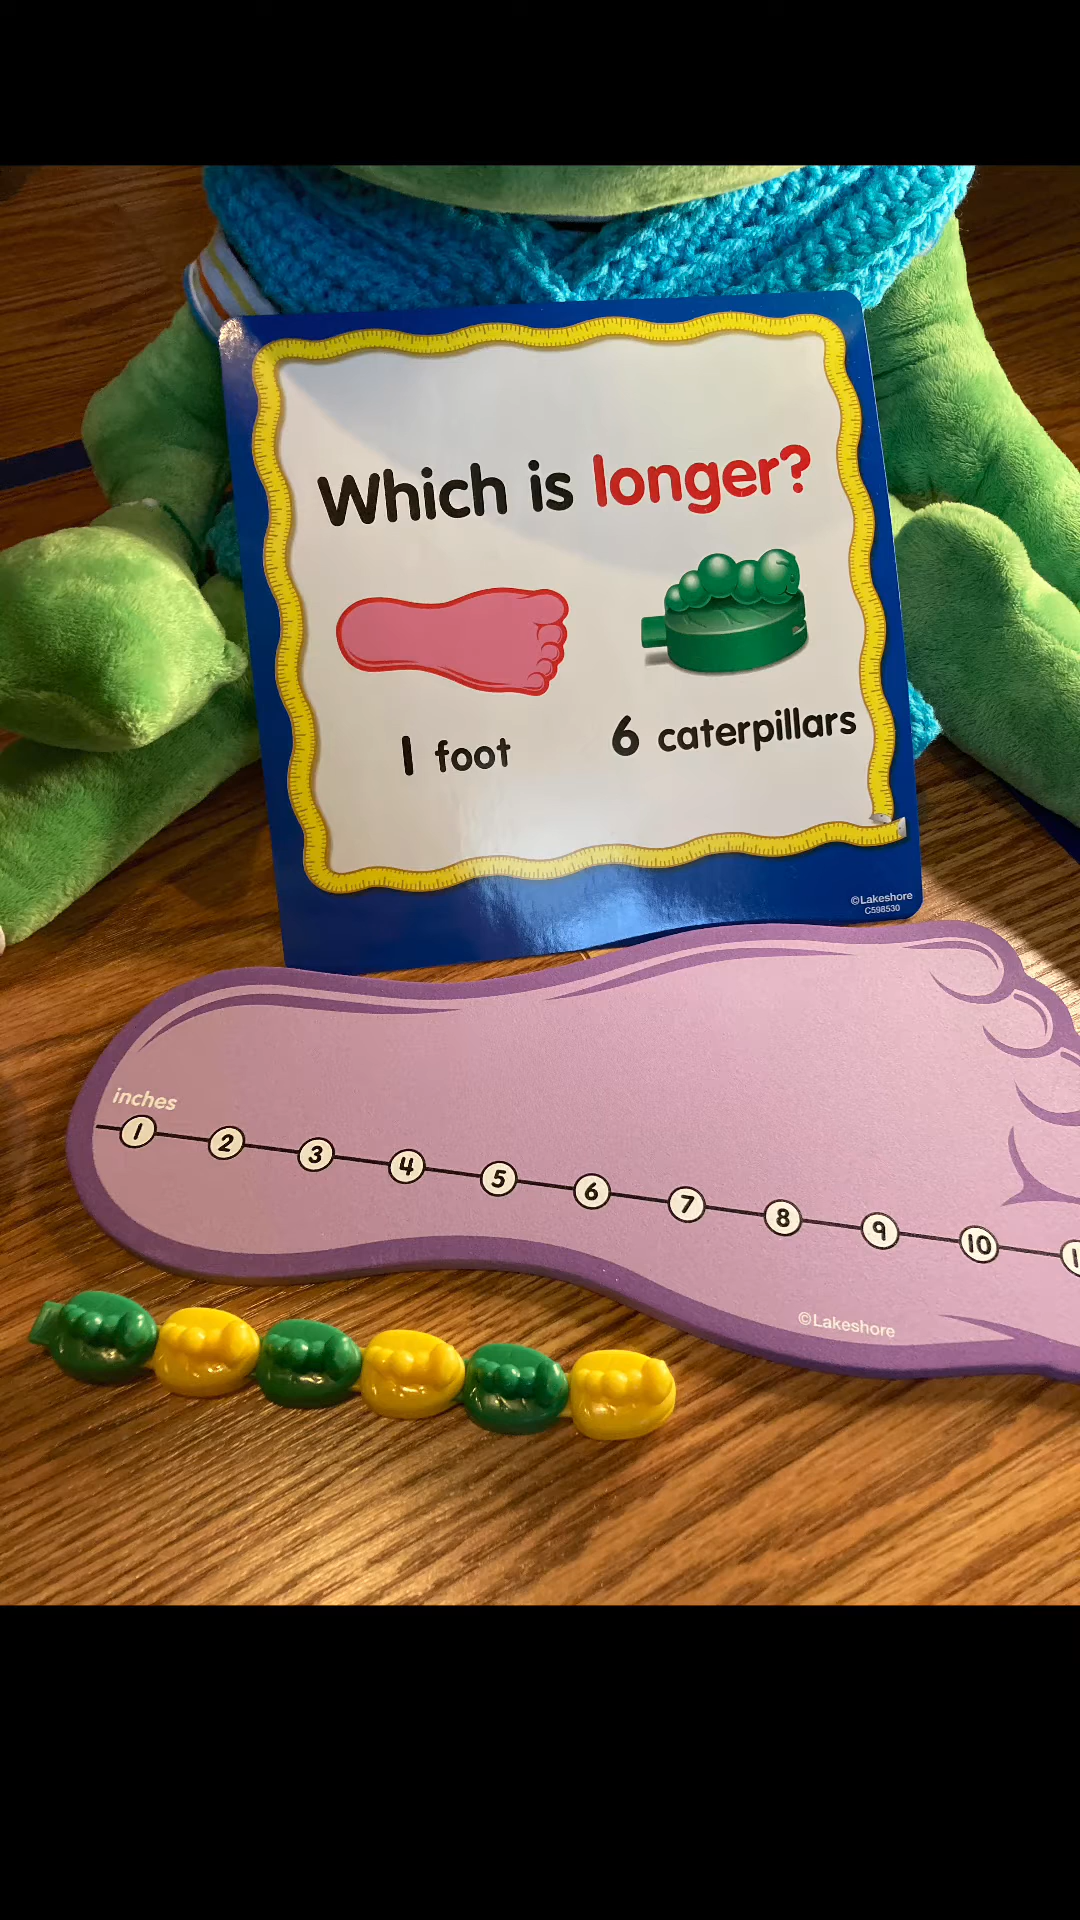 Which is longer?
1 foot
6 caterpillars
©Lakeshore
C598530
inches
1 2 3 4 5 6 7 8 9 10
©Lakeshore